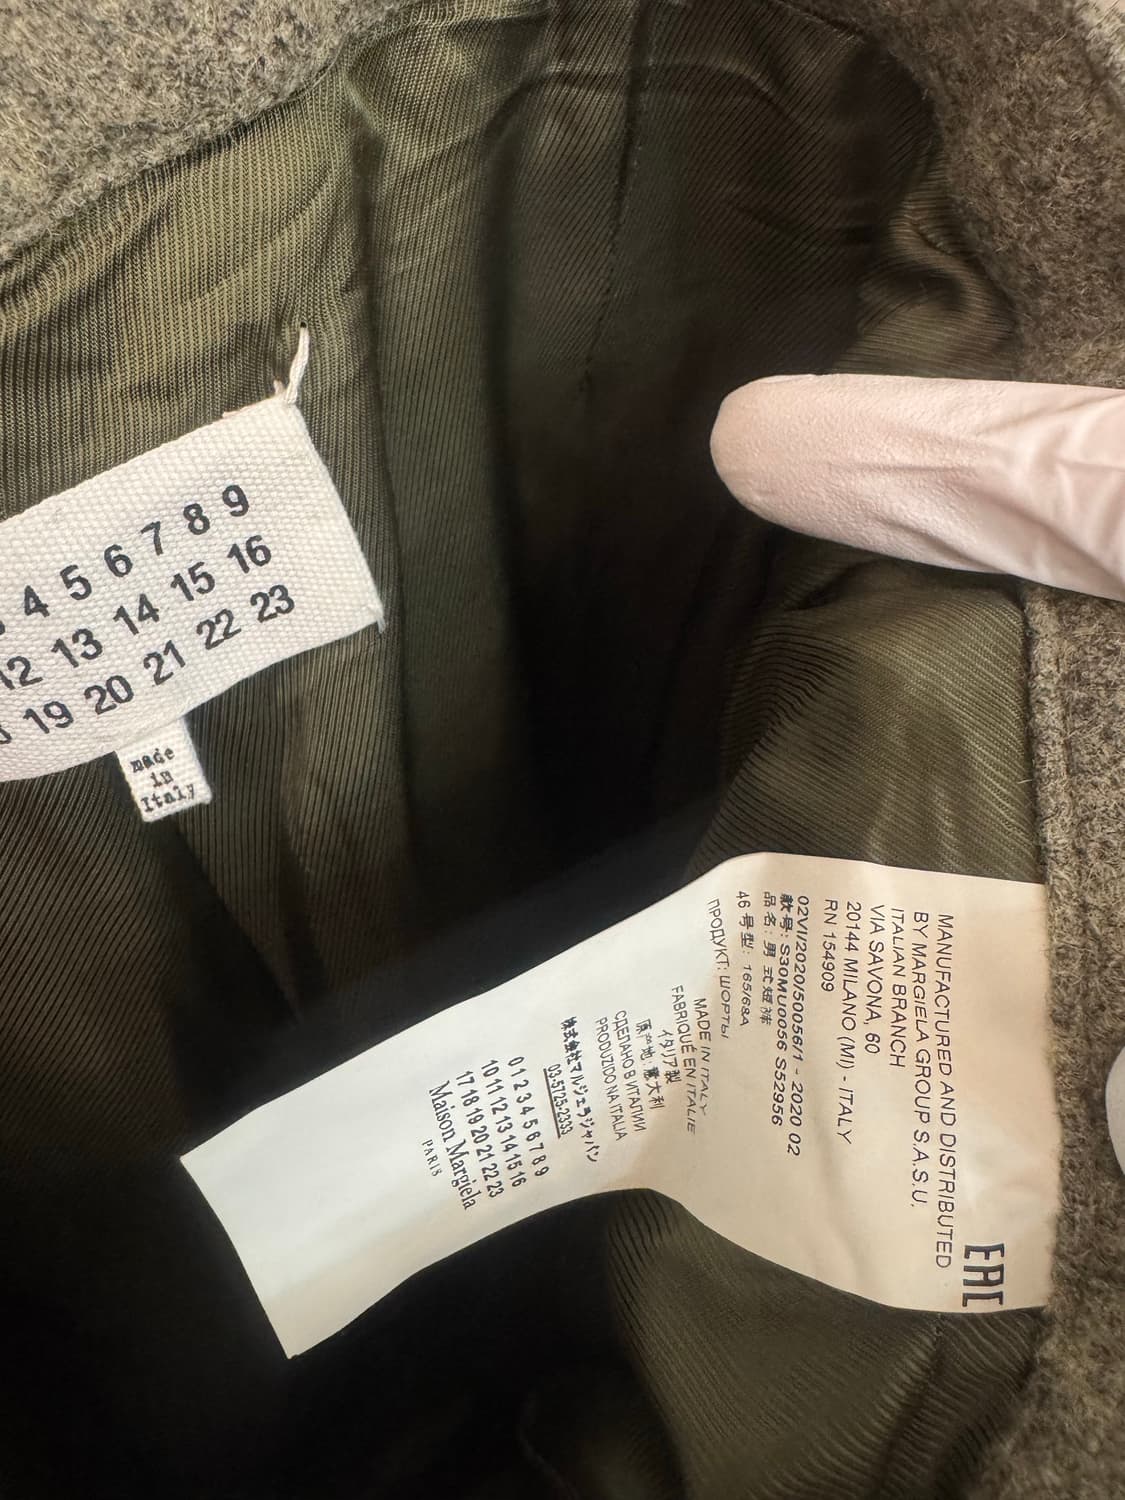 4 5 6 7 8 9
12 13 14 15 16
19 20 21 22 23
made
in
Italy
EAC
MANUFACTURED AND DISTRIBUTED
BY MARGIELA GROUP S.A.S.U.
ITALIAN BRANCH
VIA SAVONA, 60
20144 MILANO (MI) - ITALY
RN 154909
02VI/2020/50056/1 - 2020 02
款号: S30MU0056 S52956
品名: 男 式短裤
46 号型: 165/68A
ПРОДУКТ: ШОРТЫ
MADE IN ITALY
FABRIQUÉ EN ITALIE
イタリア製
原产地: 意大利
СДЕЛАНО В ИТАЛИИ
PRODUZIDO NA ITALIA
株式会社マルジェラジャパン
03-5725-2333
0 1 2 3 4 5 6 7 8 9
10 11 12 13 14 15 16
17 18 19 20 21 22 23
Maison Margiela
PARIS